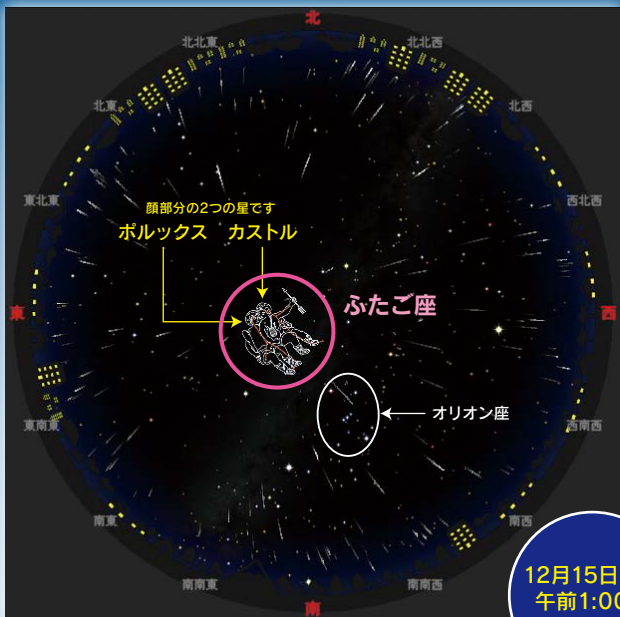 北
北北東
北北西
北東
北西
東北東
西北西
顔部分の2つの星です
ポルックス カストル
ふたご座
東
西
オリオン座
東南東
西南西
南東
南西
12月15日
午前1:00
南南東
南南西
南